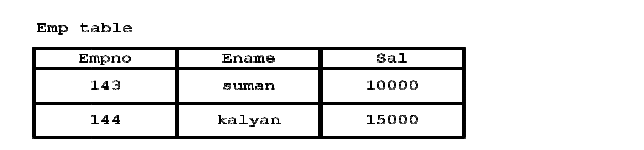 Emp table
Empno Ename Sal
143 suman 10000
144 kalyan 15000